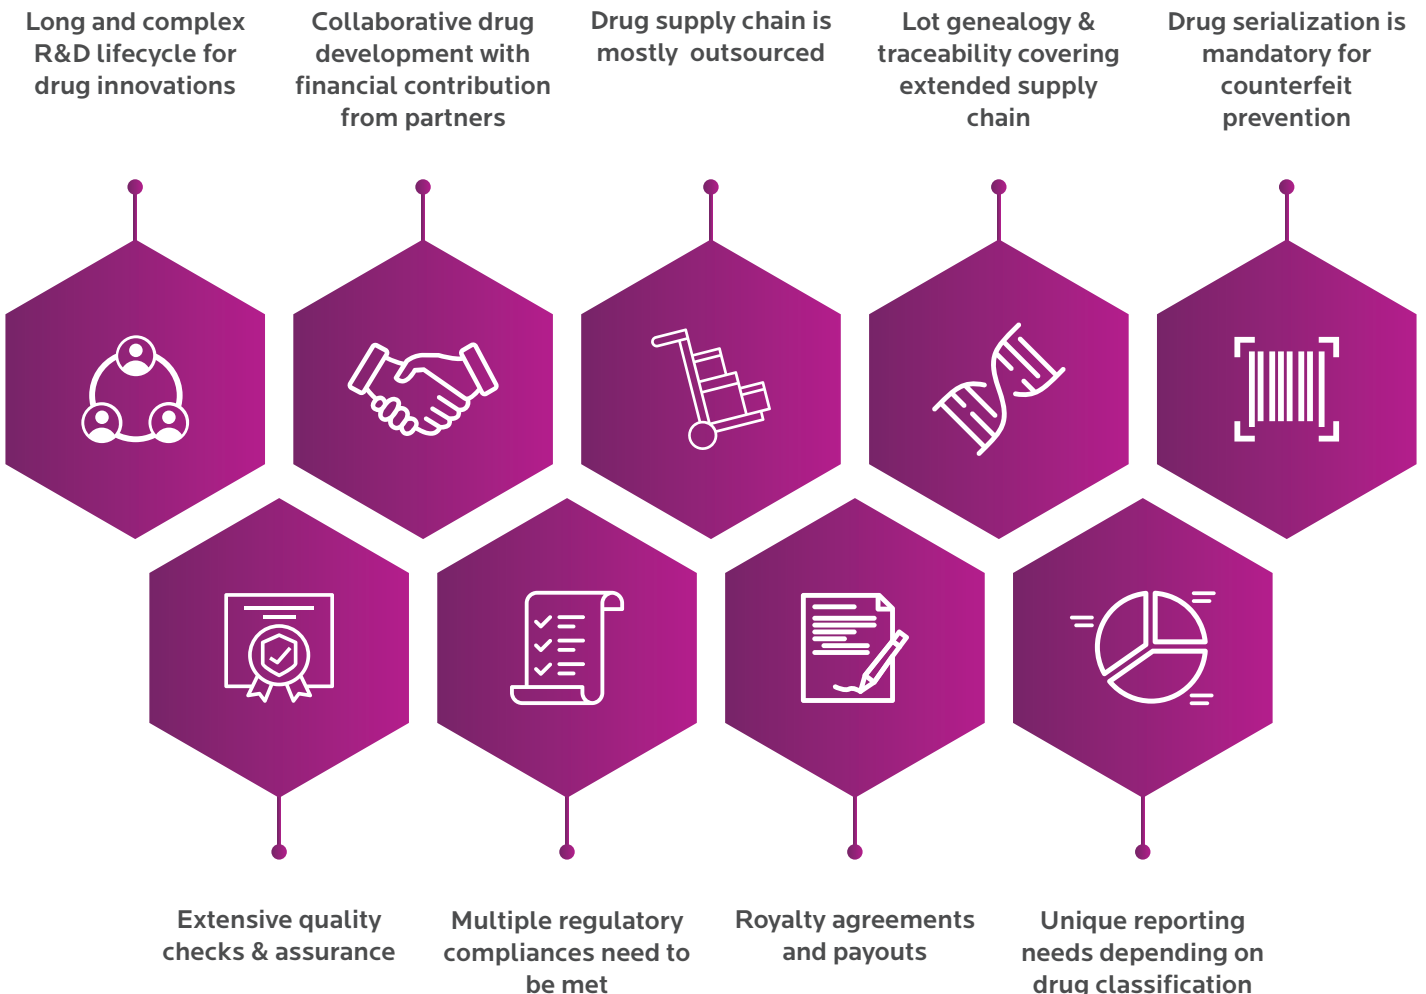 Long and complex
R&D lifecycle for
drug innovations
Collaborative drug
development with
financial contribution
from partners
Drug supply chain is
mostly outsourced
Lot genealogy &
traceability covering
extended supply
chain
Drug serialization is
mandatory for
counterfeit
prevention
Extensive quality
checks & assurance
Multiple regulatory
compliances need to
be met
Royalty agreements
and payouts
Unique reporting
needs depending on
drug classification